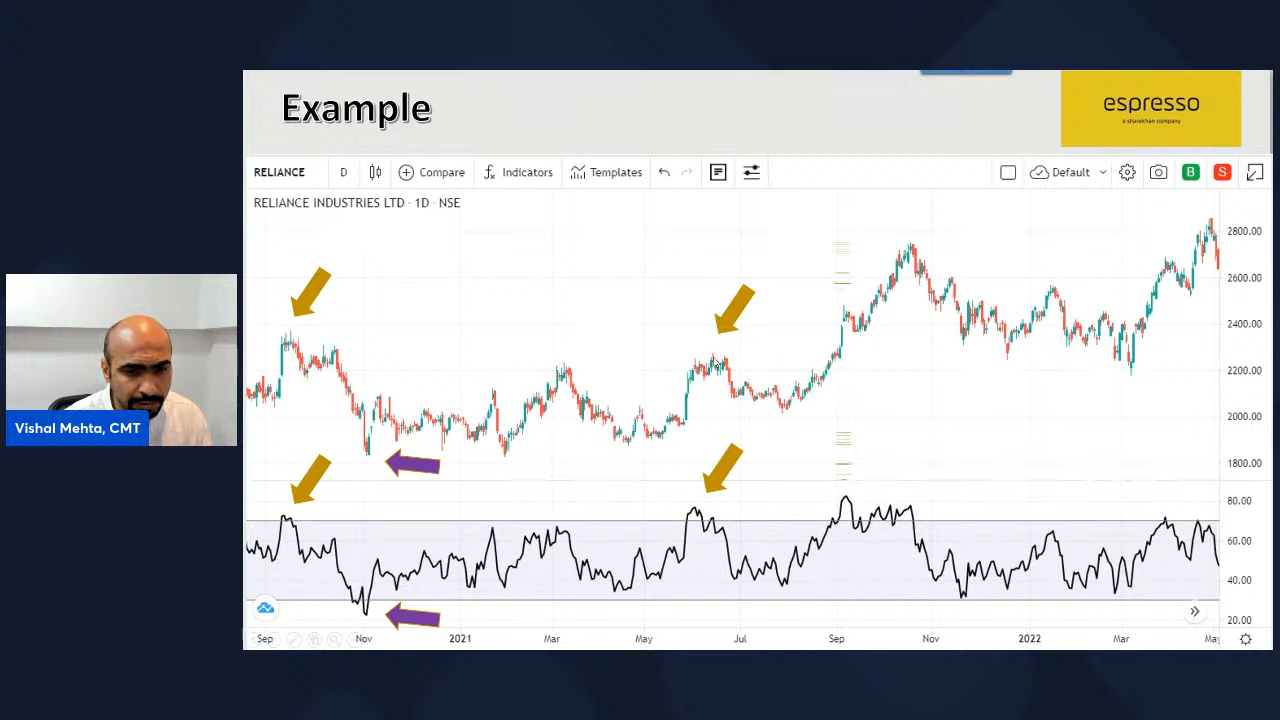 Example
espresso
a sharekhan company
RELIANCE D Compare Indicators Templates Default B S
RELIANCE INDUSTRIES LTD · 1D · NSE
2800.00
2600.00
2400.00
2200.00
2000.00
1800.00
80.00
60.00
40.00
20.00
Sep Nov 2021 Mar May Jul Sep Nov 2022 Mar May
Vishal Mehta, CMT